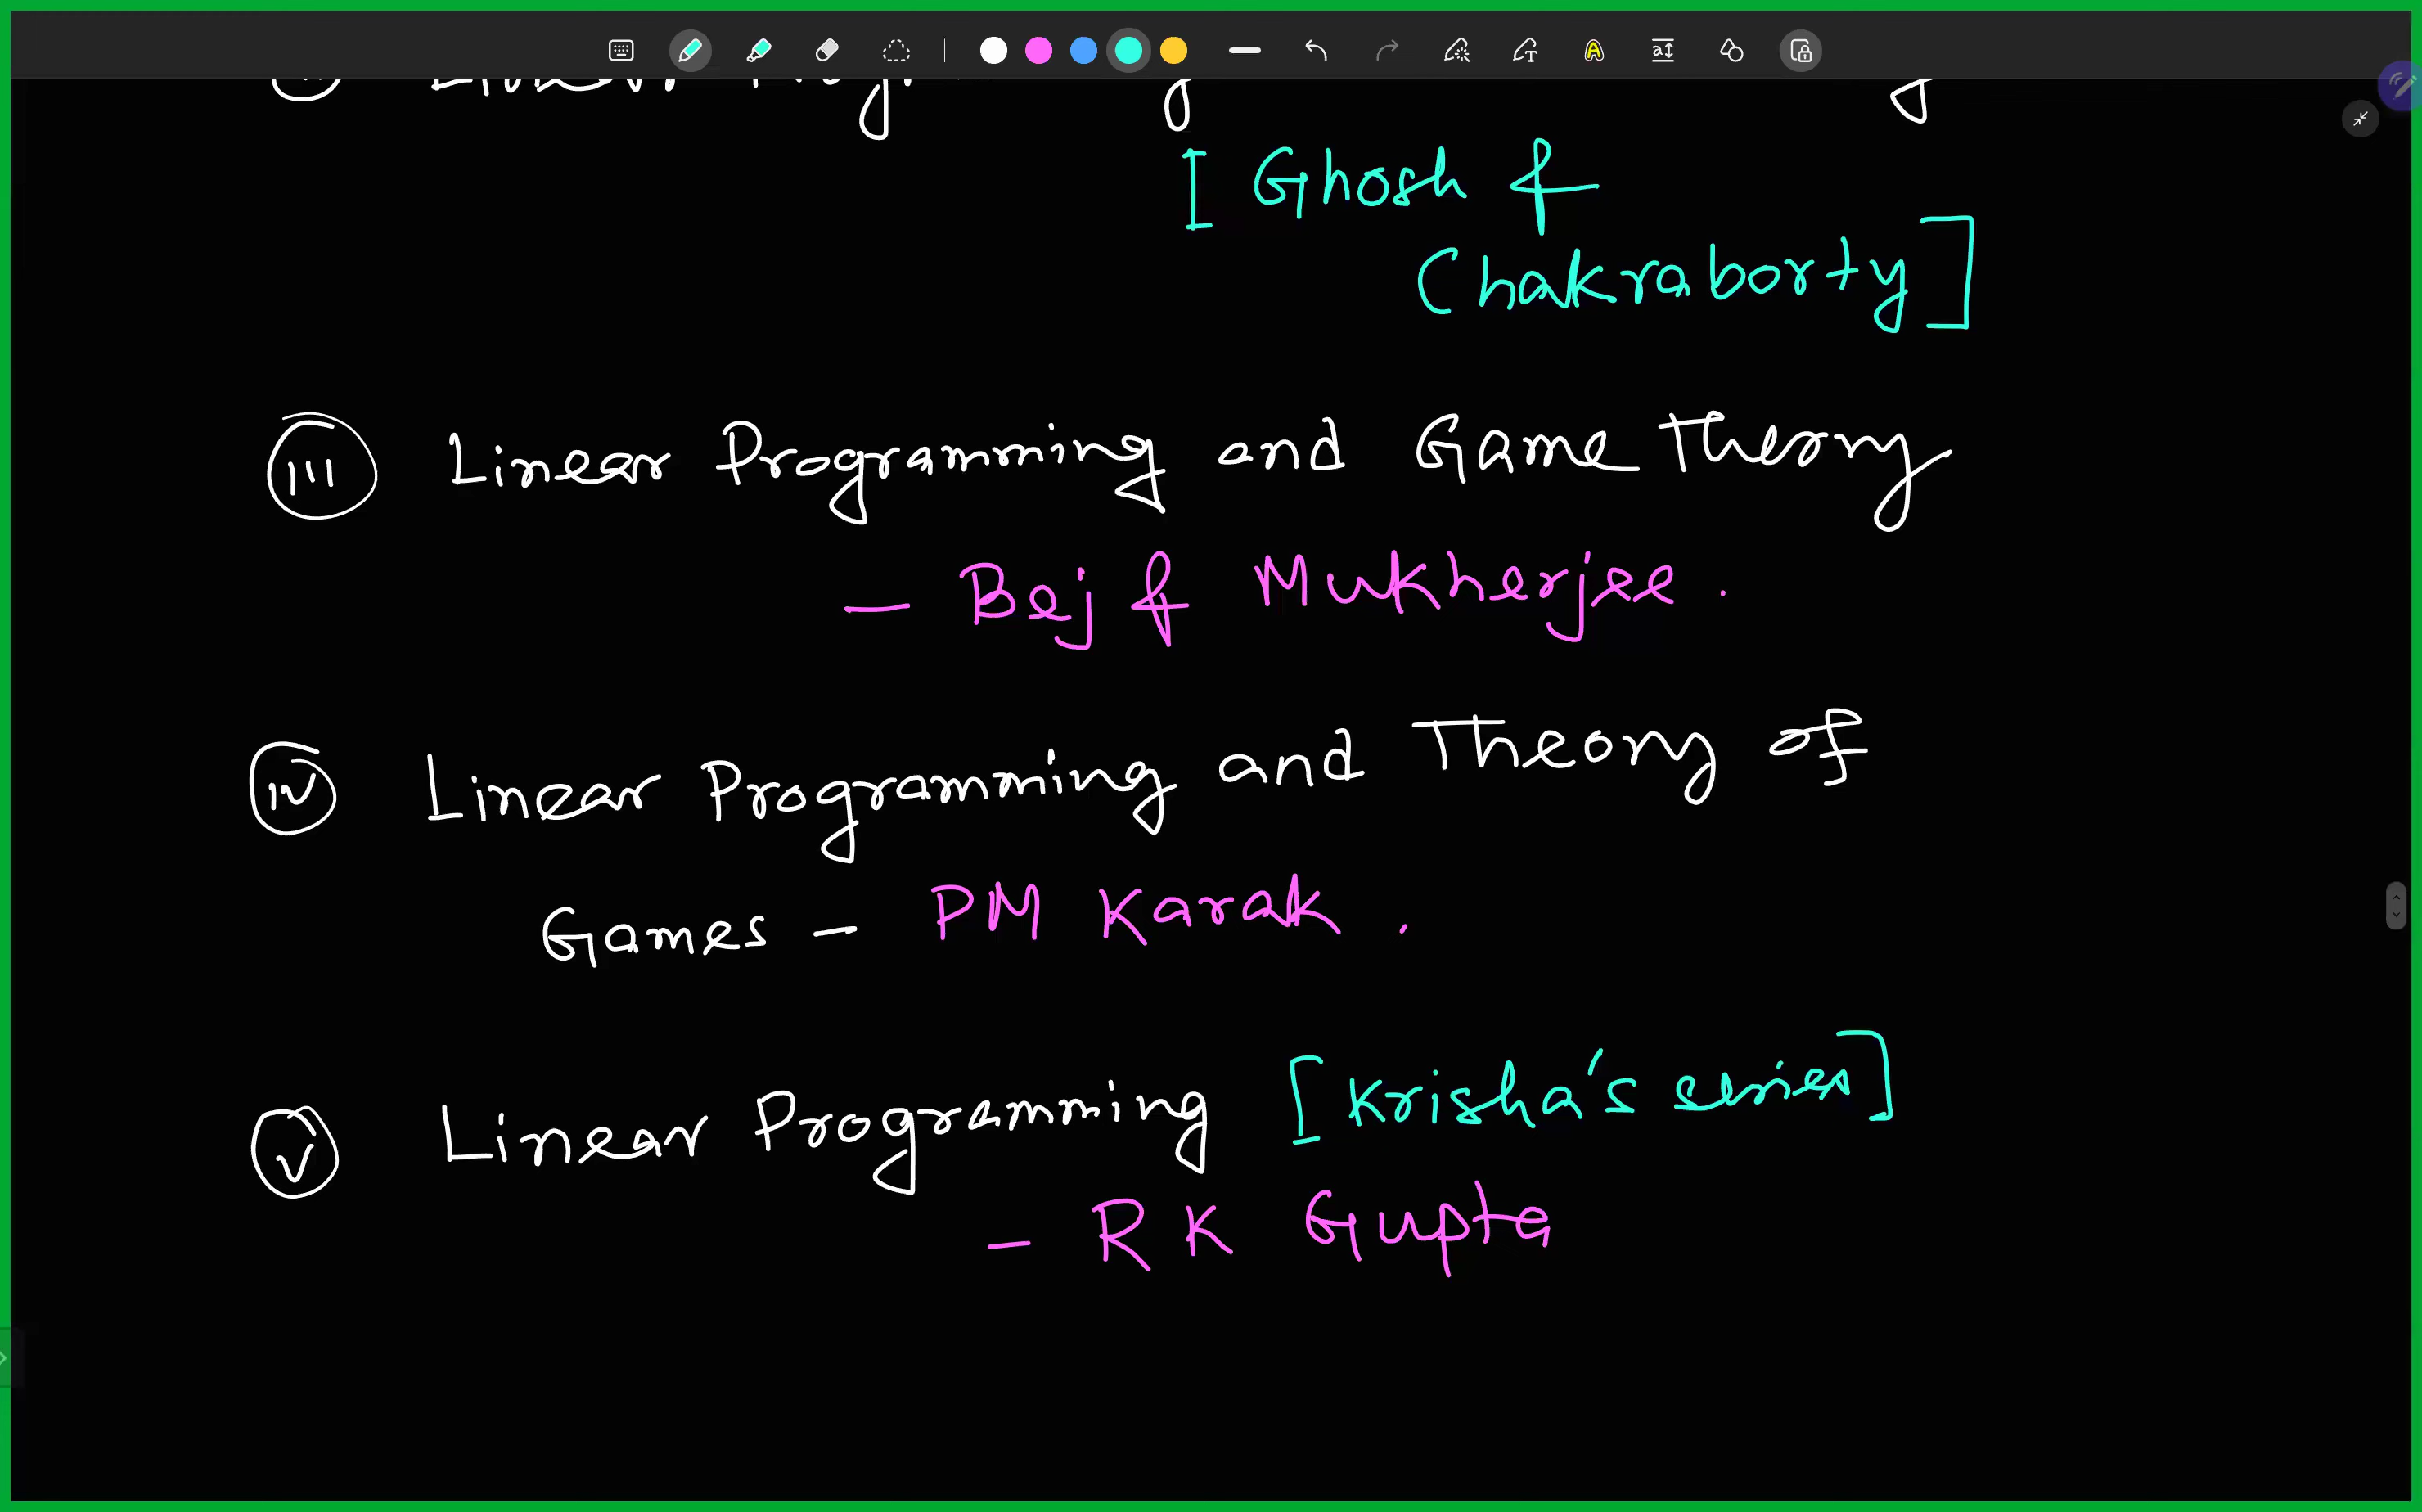 [ Ghosh &
Chakraborty ]
iii Linear Programming and Game Theory
— Bej & Mukherjee.
iv Linear Programming and Theory of
Games — PM Karak.
v Linear Programming [Krisha's series]
— RK Gupta